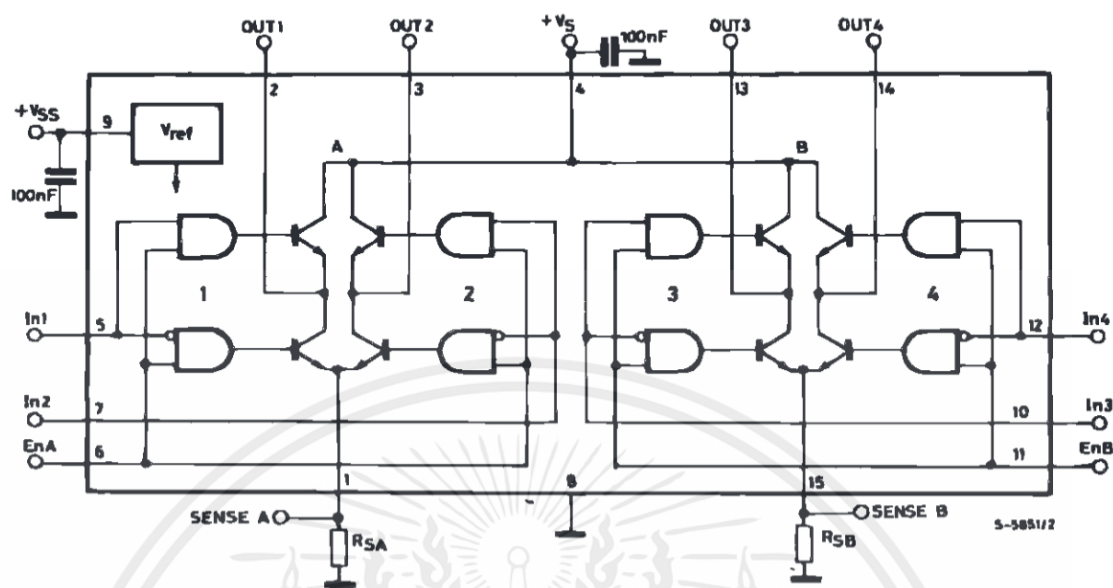 OUT1
OUT2
+VS
100nF
OUT3
OUT4
2
3
4
13
14
+VSS
9
Vref
100nF
A
B
1
2
3
4
In1
5
12
In4
In2
7
10
In3
EnA
6
11
EnB
1
8
15
SENSE A
RSA
SENSE B
RSB
S-5851/2